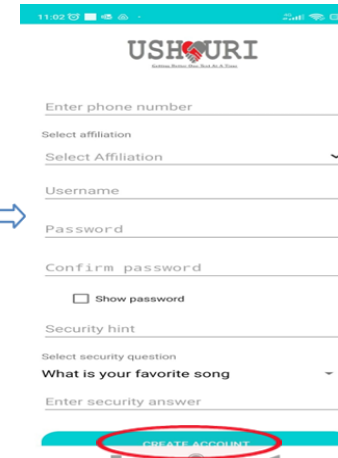 11:02
USHAURI
Enter phone number
Select affiliation
Select Affiliation
Username
Password
Confirm password
Show password
Security hint
Select security question
What is your favorite song
Enter security answer
CREATE ACCOUNT